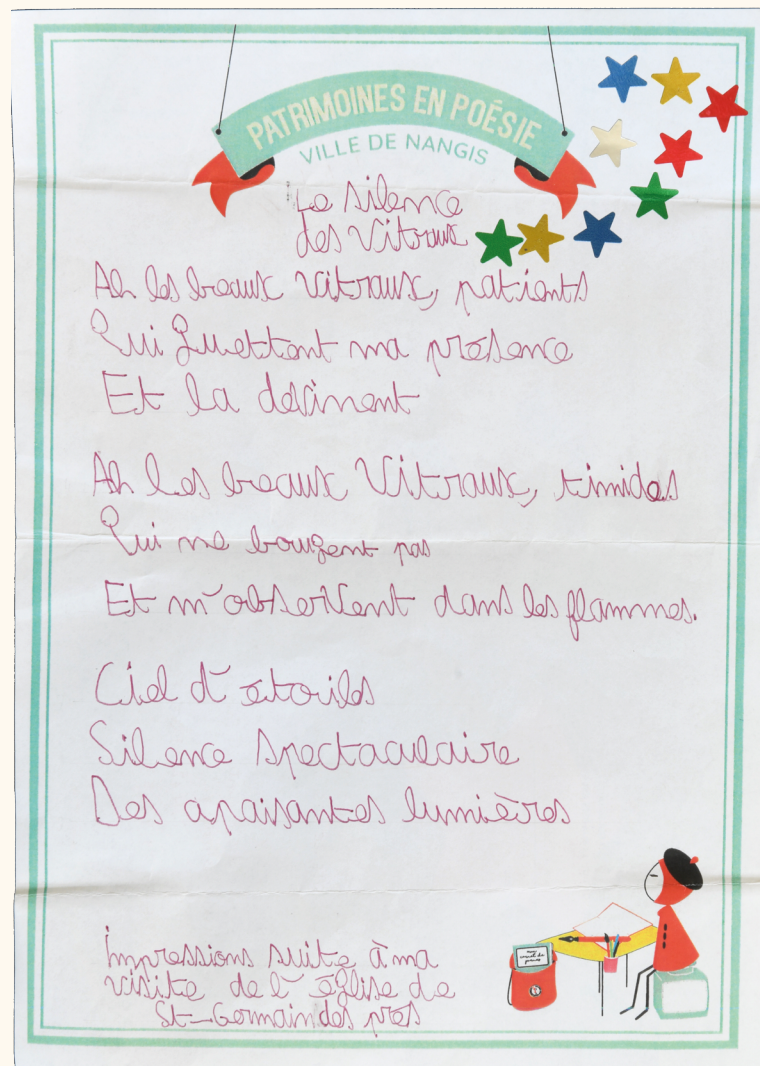 PATRIMOINES EN POÉSIE
VILLE DE NANGIS
Le silence
des Vitraux
Ah les beaux vitraux, patients
Qui guettent ma présence
Et la devinent
Ah les beaux Vitraux, timides
Qui ne bougent pas
Et m'observent dans les flammes.
Ciel d'étoiles
Silence spectaculaire
Des apaisantes lumières
Impressions suite à ma
visite de l'église de
St-Germain des prés